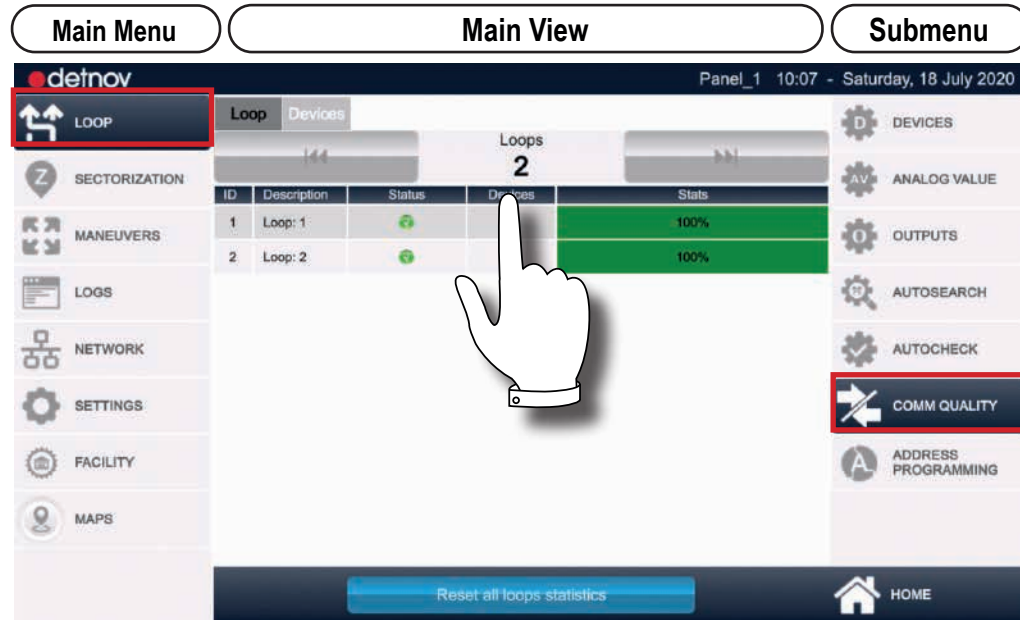 Main Menu
Main View
Submenu
detnov
Panel_1 10:07 - Saturday, 18 July 2020
LOOP
SECTORIZATION
MANEUVERS
LOGS
NETWORK
SETTINGS
FACILITY
MAPS
Loop Devices
Loops
2
ID Description Status Devices Stats
1 Loop: 1 100%
2 Loop: 2 100%
Reset all loops statistics
D DEVICES
AV ANALOG VALUE
O OUTPUTS
AUTOSEARCH
AUTOCHECK
COMM QUALITY
A ADDRESS
PROGRAMMING
HOME
Z